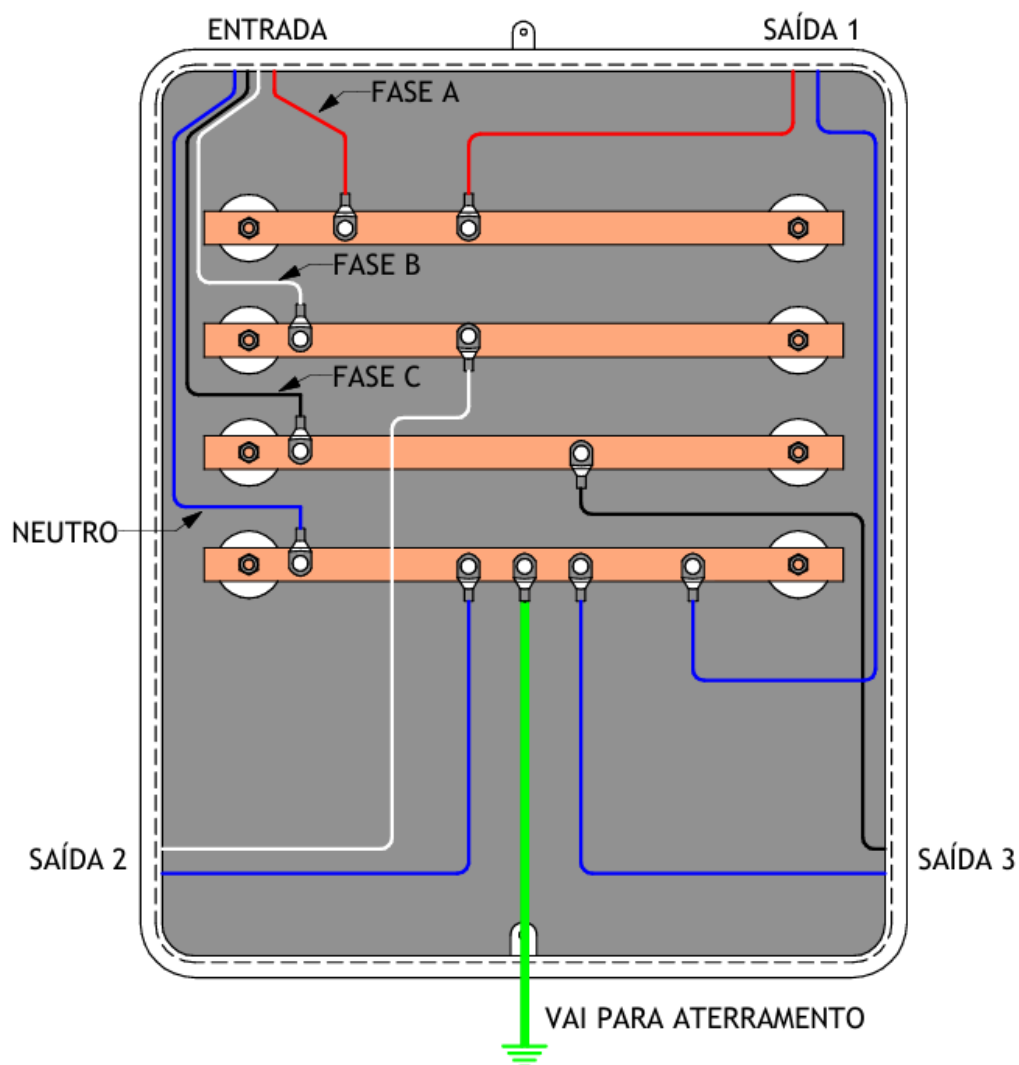 ENTRADA
SAÍDA 1
FASE A
FASE B
FASE C
NEUTRO
SAÍDA 2
SAÍDA 3
VAI PARA ATERRAMENTO